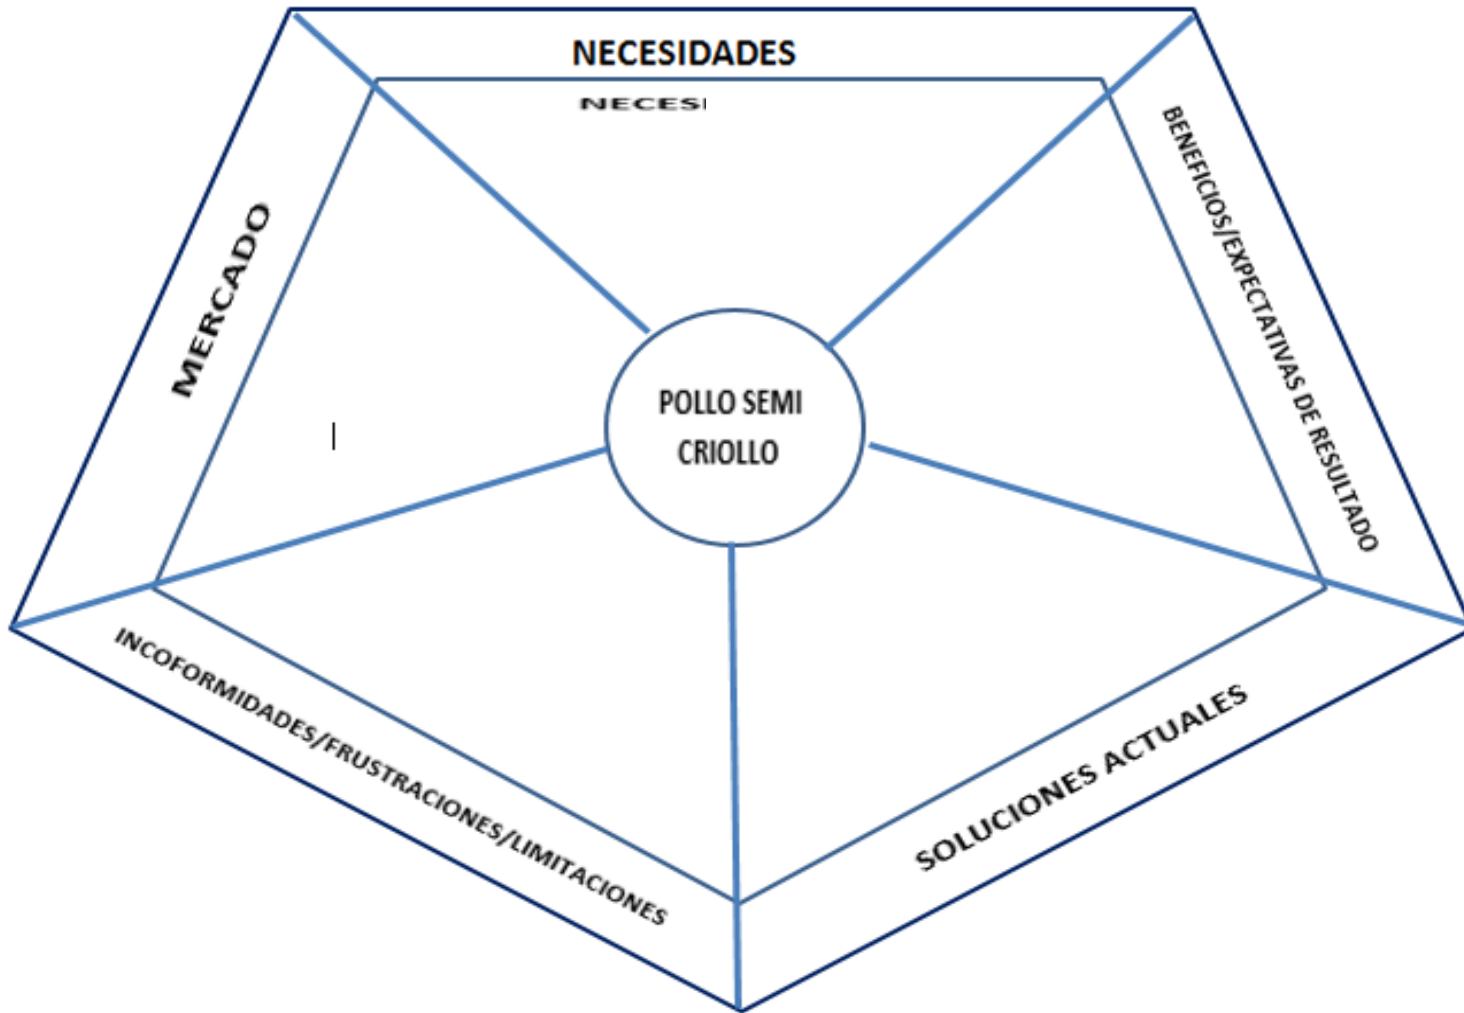 NECESIDADES
NECESI
BENEFICIOS/EXPECTATIVAS DE RESULTADO
MERCADO
POLLO SEMI
CRIOLLO
INCOFORMIDADES/FRUSTRACIONES/LIMITACIONES
SOLUCIONES ACTUALES